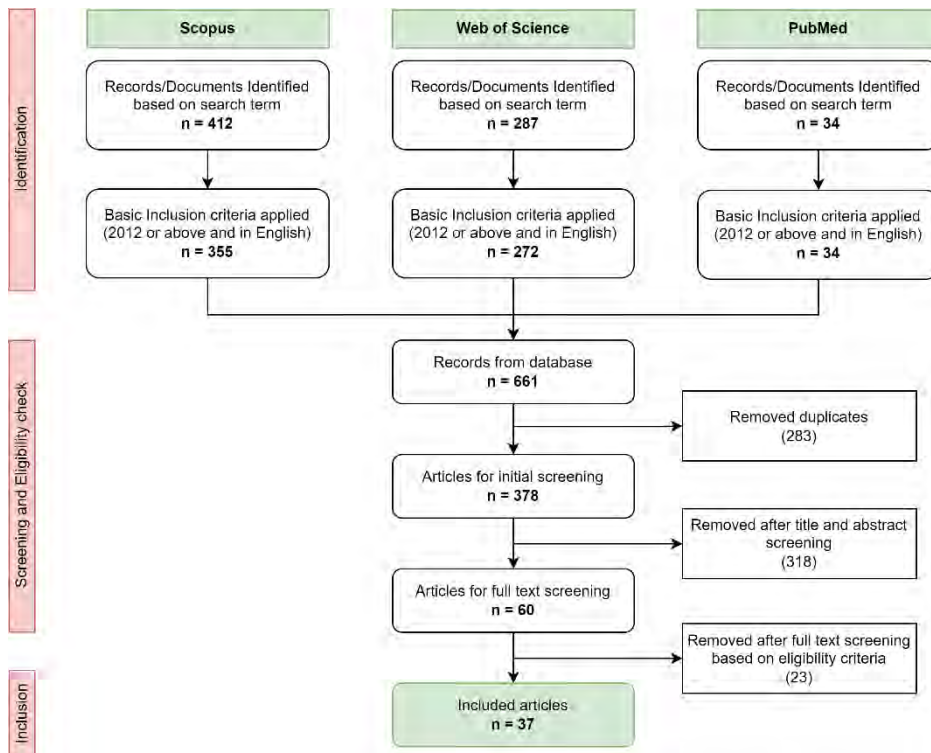 Scopus
Web of Science
PubMed
Identification
Records/Documents Identified
based on search term
n = 412
Records/Documents Identified
based on search term
n = 287
Records/Documents Identified
based on search term
n = 34
Basic Inclusion criteria applied
(2012 or above and in English)
n = 355
Basic Inclusion criteria applied
(2012 or above and in English)
n = 272
Basic Inclusion criteria applied
(2012 or above and in English)
n = 34
Screening and Eligibility check
Records from database
n = 661
Removed duplicates
(283)
Articles for initial screening
n = 378
Removed after title and abstract
screening
(318)
Articles for full text screening
n = 60
Removed after full text screening
based on eligibility criteria
(23)
Inclusion
Included articles
n = 37